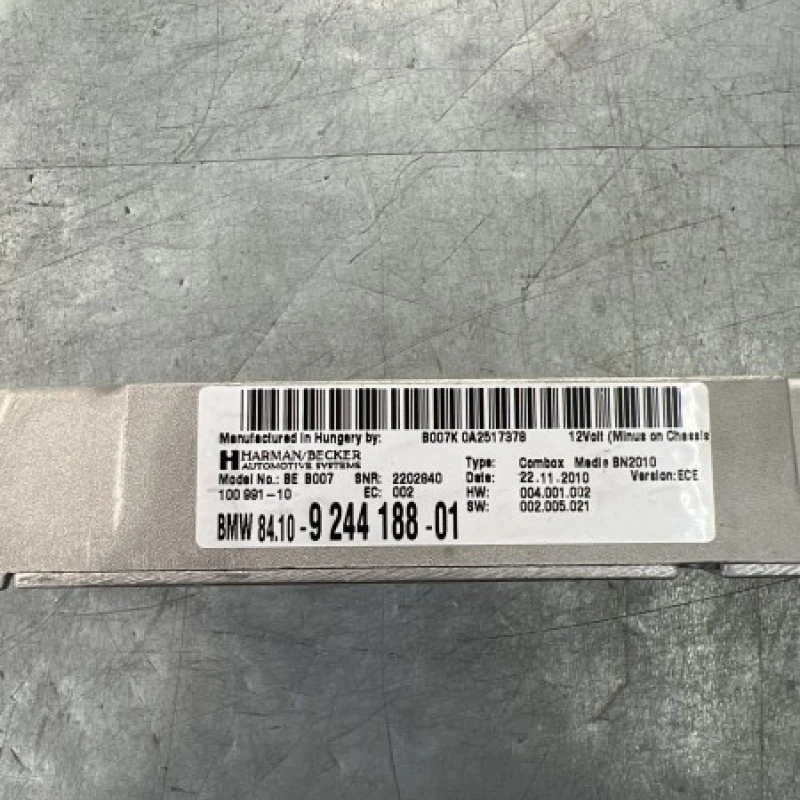 Manufactured in Hungary by: B007K 0A2517378 12Volt (Minus on Chassis
HARMAN/BECKER
AUTOMOTIVE SYSTEMS
Type: Combox Media BN2010
Model No.: BE B007 SNR: 2202840 Date: 22.11.2010 Version: ECE
100 991-10 EC: 002 HW: 004.001.002
SW: 002.005.021
BMW 84.10 - 9 244 188 - 01